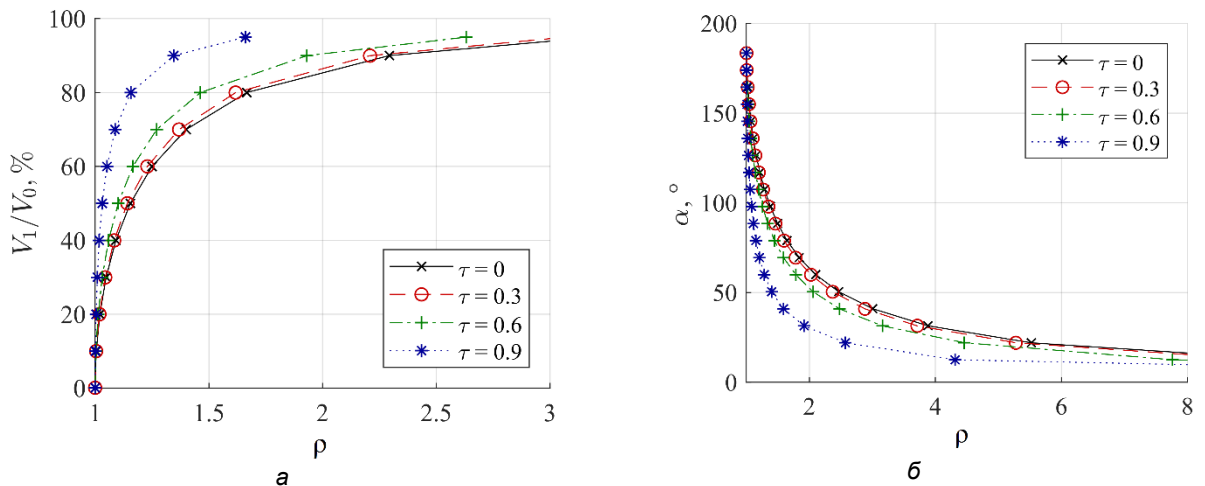 100
80
60
40
20
0
V₁/V₀, %
1
1.5
2
2.5
3
ρ
τ = 0
τ = 0.3
τ = 0.6
τ = 0.9
а
200
150
100
50
0
α, °
2
4
6
8
ρ
τ = 0
τ = 0.3
τ = 0.6
τ = 0.9
б